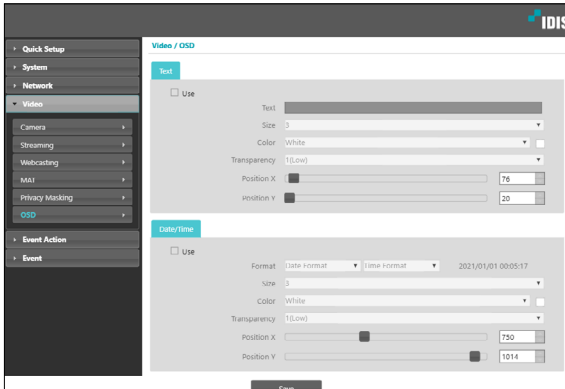 IDIS
Quick Setup
System
Network
Video
Camera
Streaming
Webcasting
MAT
Privacy Masking
OSD
Event Action
Event
Video / OSD
Text
Use
Text
Size 3
Color White
Transparency 1(Low)
Position X 76
Position Y 20
Date/Time
Use
Format Date Format Time Format 2021/01/01 00:05:17
Size 3
Color White
Transparency 1(Low)
Position X 750
Position Y 1014
Save